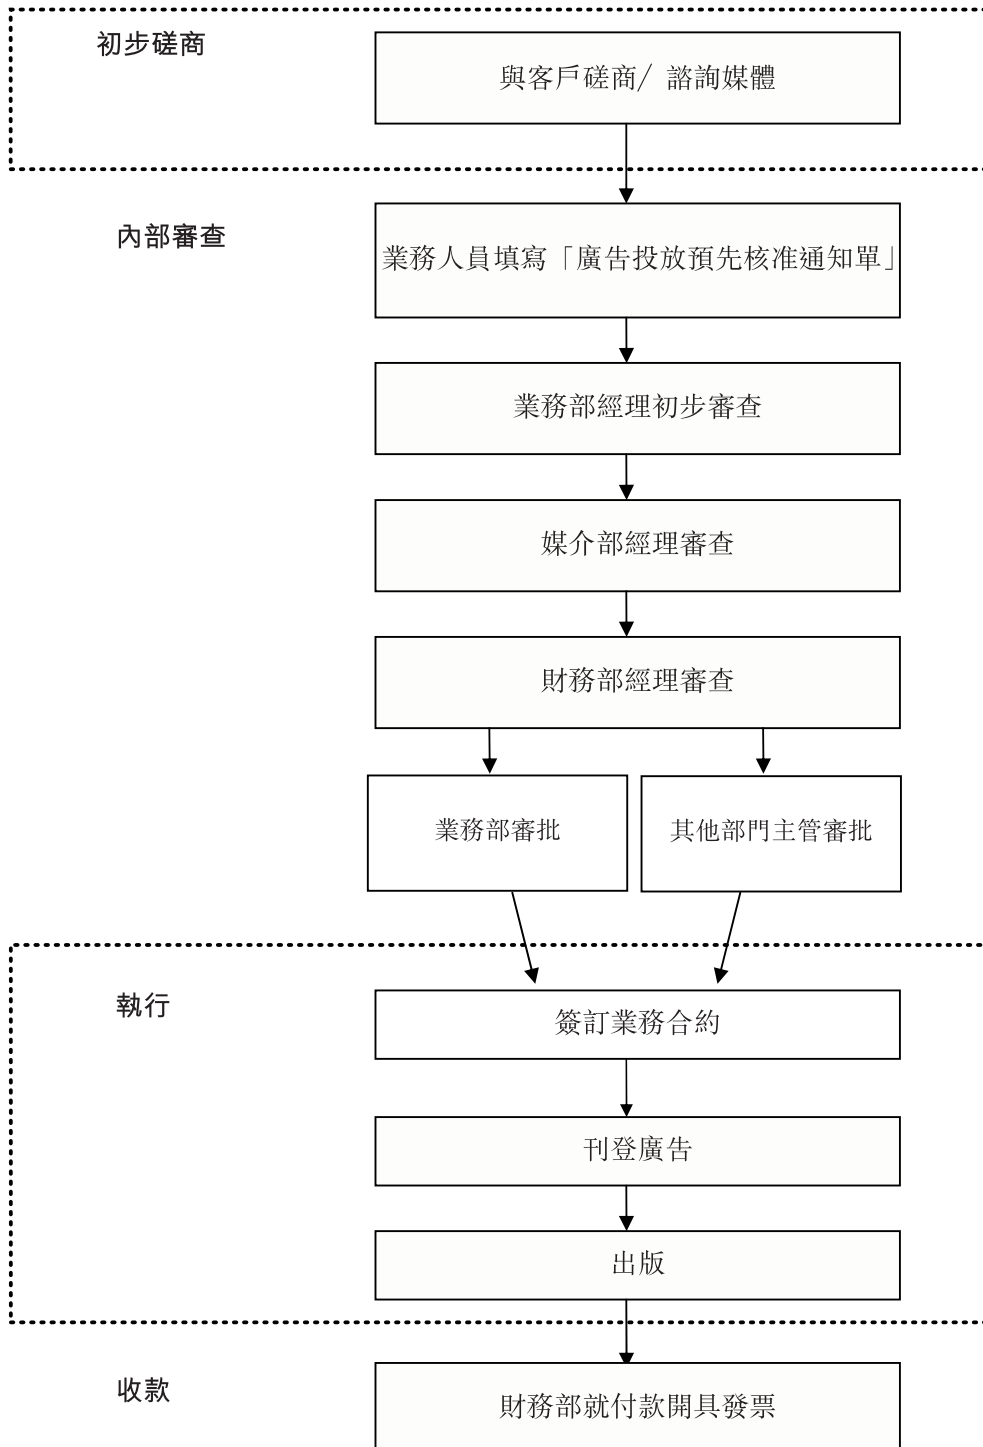 初步磋商
與客戶磋商/ 諮詢媒體
內部審查
業務人員填寫「廣告投放預先核准通知單」
業務部經理初步審查
媒介部經理審查
財務部經理審查
業務部審批
其他部門主管審批
執行
簽訂業務合約
刊登廣告
出版
收款
財務部就付款開具發票